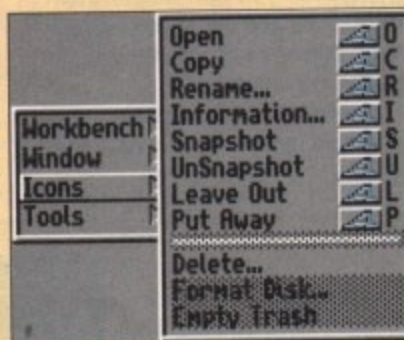 Workbench
Window
Icons
Tools
Open O
Copy C
Rename... R
Information... I
Snapshot S
UnSnapshot U
Leave Out L
Put Away P
Delete...
Format Disk...
Empty Trash